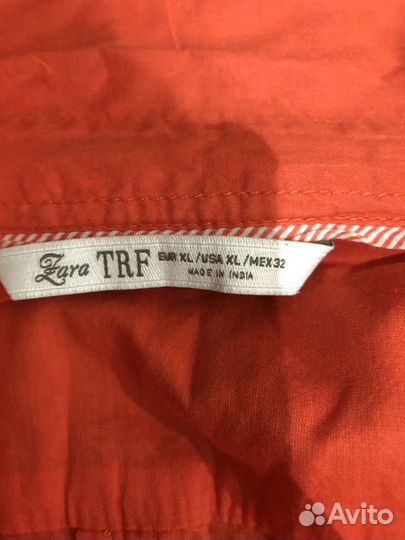 Zara TRF EUR XL/USA XL/MEX 32
MADE IN INDIA
Avito